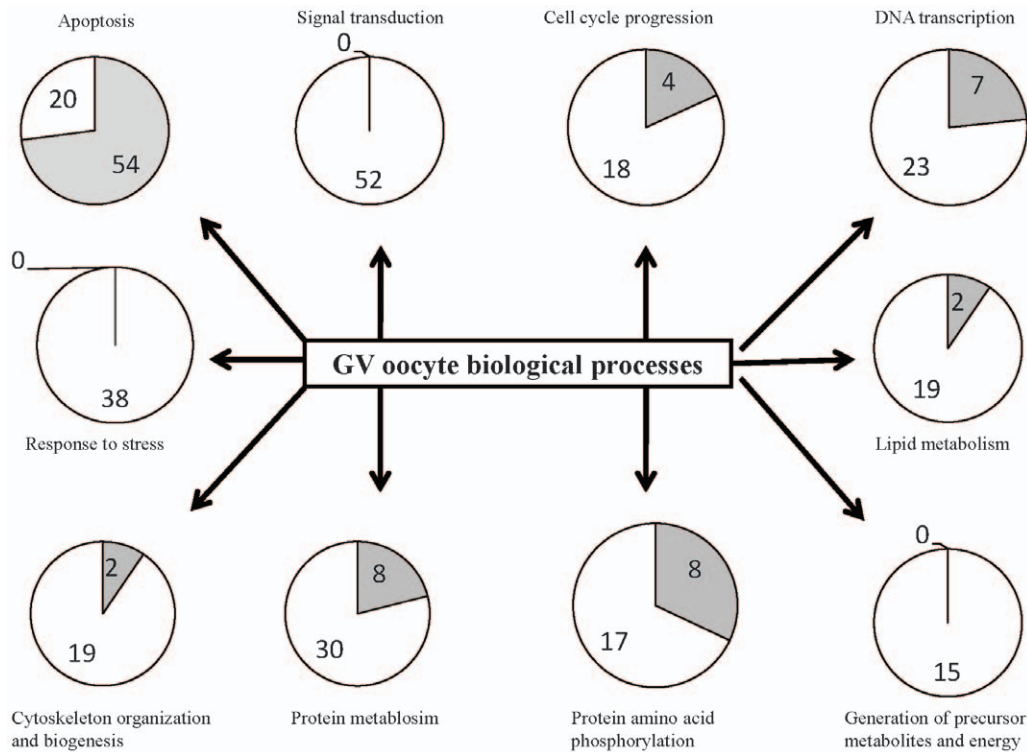 Apoptosis
Signal transduction
Cell cycle progression
DNA transcription
20
54
0
52
4
18
7
23
0
38
Response to stress
GV oocyte biological processes
2
19
Lipid metabolism
2
19
Cytoskeleton organization
and biogenesis
8
30
Protein metablosim
8
17
Protein amino acid
phosphorylation
0
15
Generation of precursor
metabolites and energy